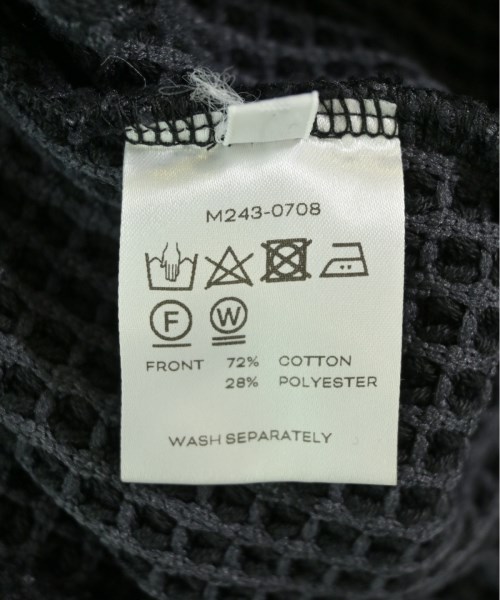 M243-0708
F W
FRONT 72% COTTON
28% POLYESTER
WASH SEPARATELY